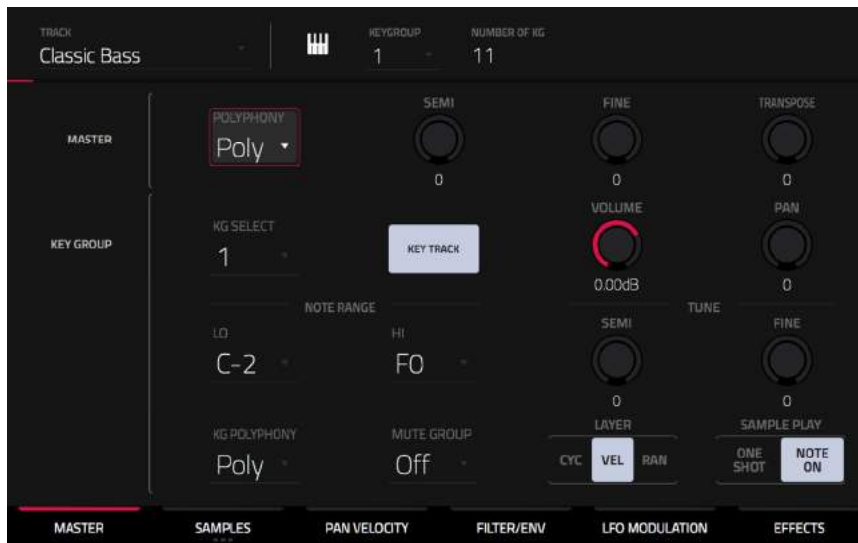 TRACK
Classic Bass
KEYGROUP
1
NUMBER OF KG
11
MASTER
POLYPHONY
Poly
SEMI
0
FINE
0
TRANSPOSE
0
KEY GROUP
KG SELECT
1
KEY TRACK
VOLUME
0.00dB
PAN
0
NOTE RANGE
TUNE
LO
C-2
HI
F0
SEMI
0
FINE
0
KG POLYPHONY
Poly
MUTE GROUP
Off
LAYER
CYC VEL RAN
SAMPLE PLAY
ONE
SHOT
NOTE
ON
MASTER SAMPLES PAN VELOCITY FILTER/ENV LFO MODULATION EFFECTS